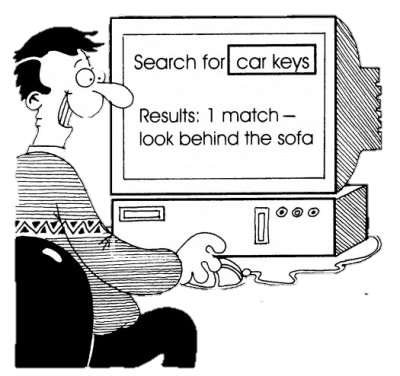 Search for car keys
Results: 1 match –
look behind the sofa